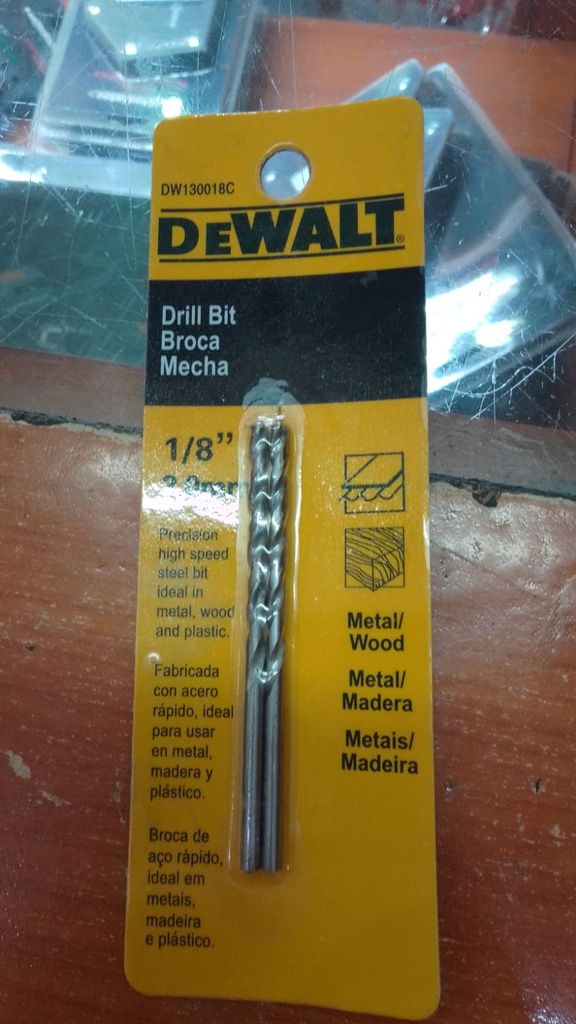 DW130018C
DEWALT®
Drill Bit
Broca
Mecha
1/8”
Precision
high speed
steel bit
ideal in
metal, wood
and plastic.
Fabricada
con acero
rápido, ideal
para usar
en metal,
madera y
plástico.
Broca de
aço rápido,
ideal em
metais,
madeira
e plástico.
Metal/
Wood
Metal/
Madera
Metais/
Madeira